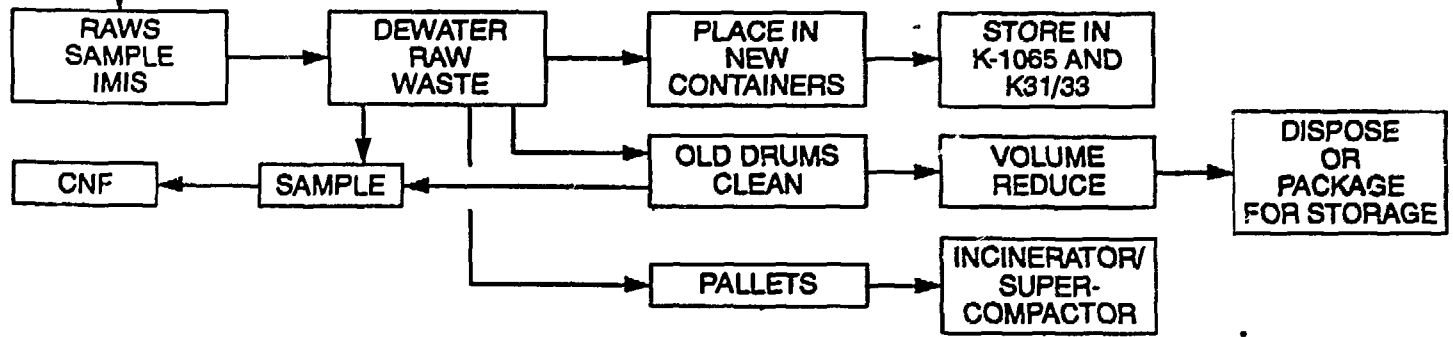 RAWS
SAMPLE
IMIS
DEWATER
RAW
WASTE
PLACE IN
NEW
CONTAINERS
STORE IN
K-1065 AND
K31/33
CNF
SAMPLE
OLD DRUMS
CLEAN
VOLUME
REDUCE
DISPOSE
OR
PACKAGE
FOR STORAGE
PALLETS
INCINERATOR/
SUPER-
COMPACTOR